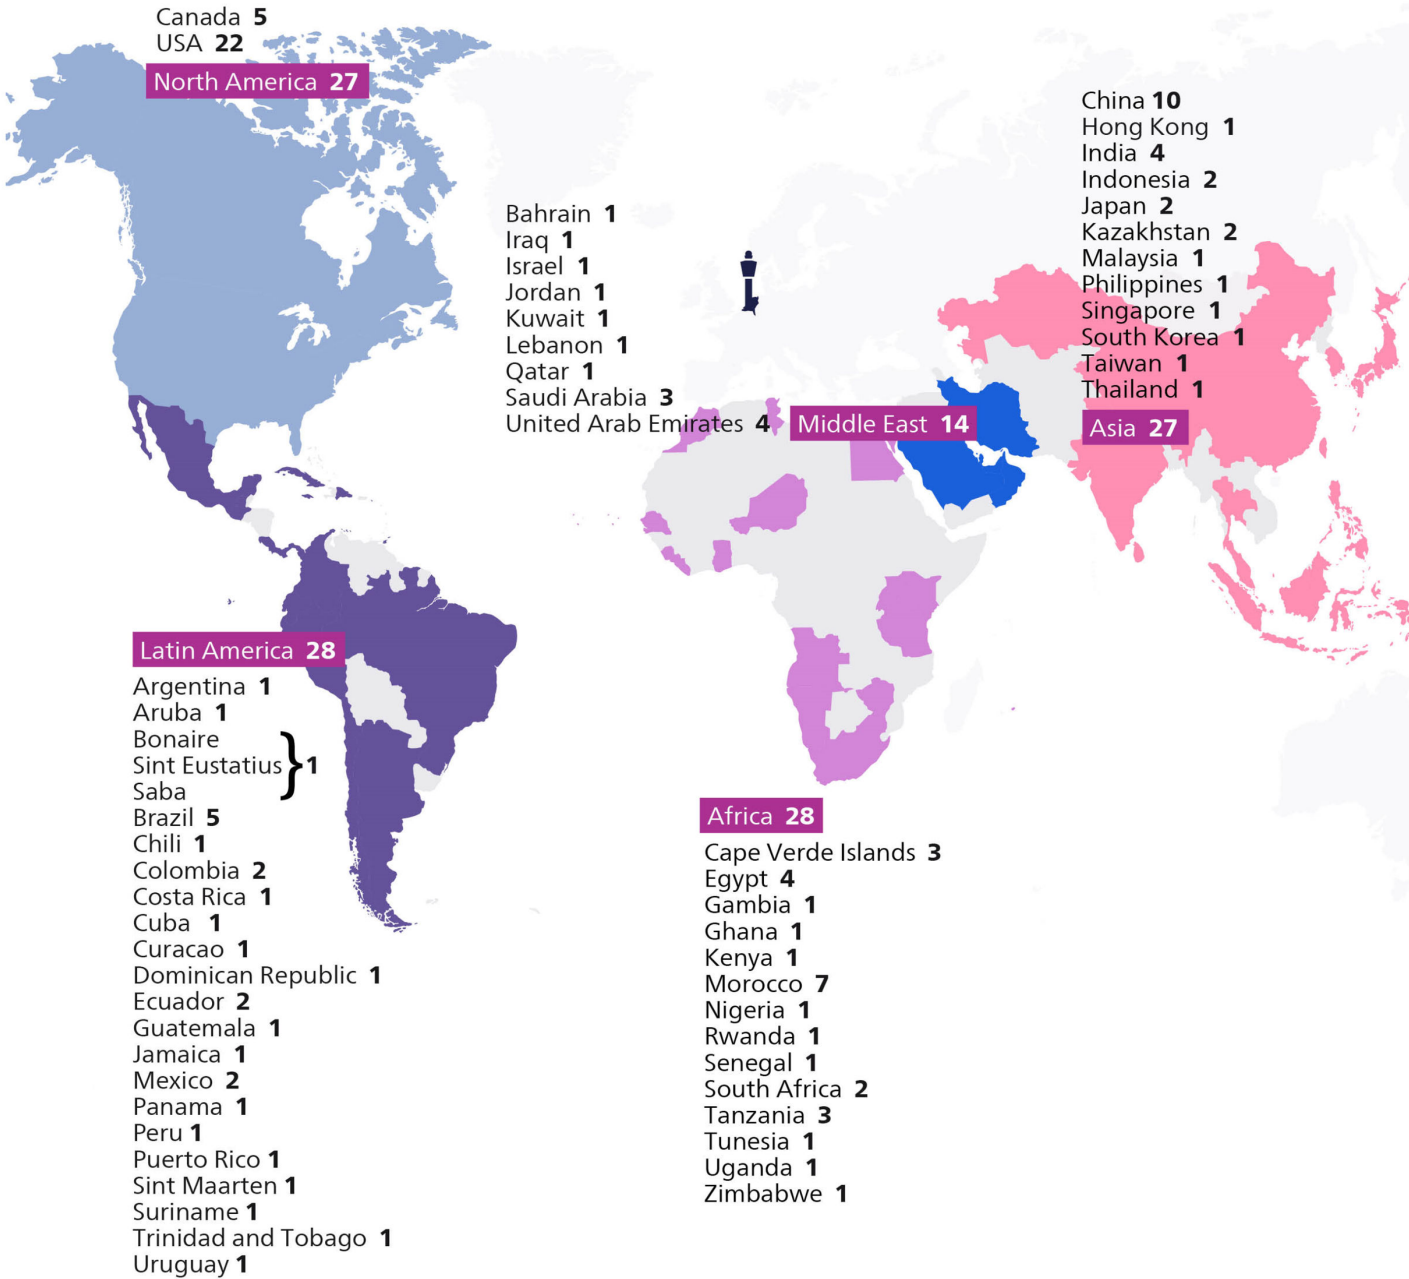 Canada 5
USA 22
North America 27
Bahrain 1
Iraq 1
Israel 1
Jordan 1
Kuwait 1
Lebanon 1
Qatar 1
Saudi Arabia 3
United Arab Emirates 4
Middle East 14
China 10
Hong Kong 1
India 4
Indonesia 2
Japan 2
Kazakhstan 2
Malaysia 1
Philippines 1
Singapore 1
South Korea 1
Taiwan 1
Thailand 1
Asia 27
Latin America 28
Argentina 1
Aruba 1
Bonaire
Sint Eustatius } 1
Saba
Brazil 5
Chili 1
Colombia 2
Costa Rica 1
Cuba 1
Curacao 1
Dominican Republic 1
Ecuador 2
Guatemala 1
Jamaica 1
Mexico 2
Panama 1
Peru 1
Puerto Rico 1
Sint Maarten 1
Suriname 1
Trinidad and Tobago 1
Uruguay 1
Africa 28
Cape Verde Islands 3
Egypt 4
Gambia 1
Ghana 1
Kenya 1
Morocco 7
Nigeria 1
Rwanda 1
Senegal 1
South Africa 2
Tanzania 3
Tunesia 1
Uganda 1
Zimbabwe 1